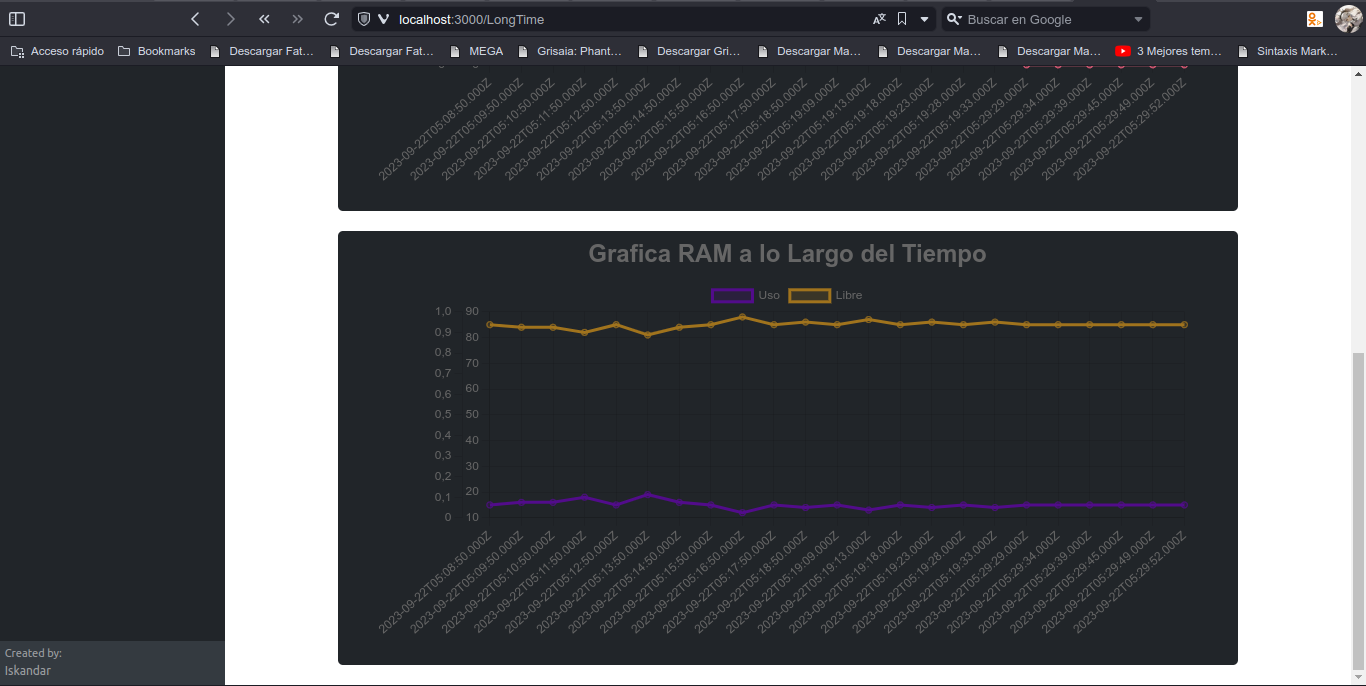 localhost:3000/LongTime
Buscar en Google
Acceso rápido
Bookmarks
Descargar Fat…
Descargar Fat…
MEGA
Grisaia: Phant…
Descargar Gri…
Descargar Ma…
Descargar Ma…
Descargar Ma…
3 Mejores tem…
Sintaxis Mark…
2023-09-22T05:08:50.000Z
2023-09-22T05:09:50.000Z
2023-09-22T05:10:50.000Z
2023-09-22T05:11:50.000Z
2023-09-22T05:12:50.000Z
2023-09-22T05:13:50.000Z
2023-09-22T05:14:50.000Z
2023-09-22T05:15:50.000Z
2023-09-22T05:16:50.000Z
2023-09-22T05:17:50.000Z
2023-09-22T05:18:50.000Z
2023-09-22T05:19:09.000Z
2023-09-22T05:19:13.000Z
2023-09-22T05:19:18.000Z
2023-09-22T05:19:23.000Z
2023-09-22T05:19:28.000Z
2023-09-22T05:19:33.000Z
2023-09-22T05:29:29.000Z
2023-09-22T05:29:34.000Z
2023-09-22T05:29:39.000Z
2023-09-22T05:29:45.000Z
2023-09-22T05:29:49.000Z
2023-09-22T05:29:52.000Z
Grafica RAM a lo Largo del Tiempo
Uso
Libre
1,0 90
0,9
80
0,8
0,7 70
0,6 60
0,5 50
0,4 40
0,3 30
0,2
20
0,1
0 10
2023-09-22T05:08:50.000Z
2023-09-22T05:09:50.000Z
2023-09-22T05:10:50.000Z
2023-09-22T05:11:50.000Z
2023-09-22T05:12:50.000Z
2023-09-22T05:13:50.000Z
2023-09-22T05:14:50.000Z
2023-09-22T05:15:50.000Z
2023-09-22T05:16:50.000Z
2023-09-22T05:17:50.000Z
2023-09-22T05:18:50.000Z
2023-09-22T05:19:09.000Z
2023-09-22T05:19:13.000Z
2023-09-22T05:19:18.000Z
2023-09-22T05:19:23.000Z
2023-09-22T05:19:28.000Z
2023-09-22T05:19:33.000Z
2023-09-22T05:29:29.000Z
2023-09-22T05:29:34.000Z
2023-09-22T05:29:39.000Z
2023-09-22T05:29:45.000Z
2023-09-22T05:29:49.000Z
2023-09-22T05:29:52.000Z
Created by:
Iskandar